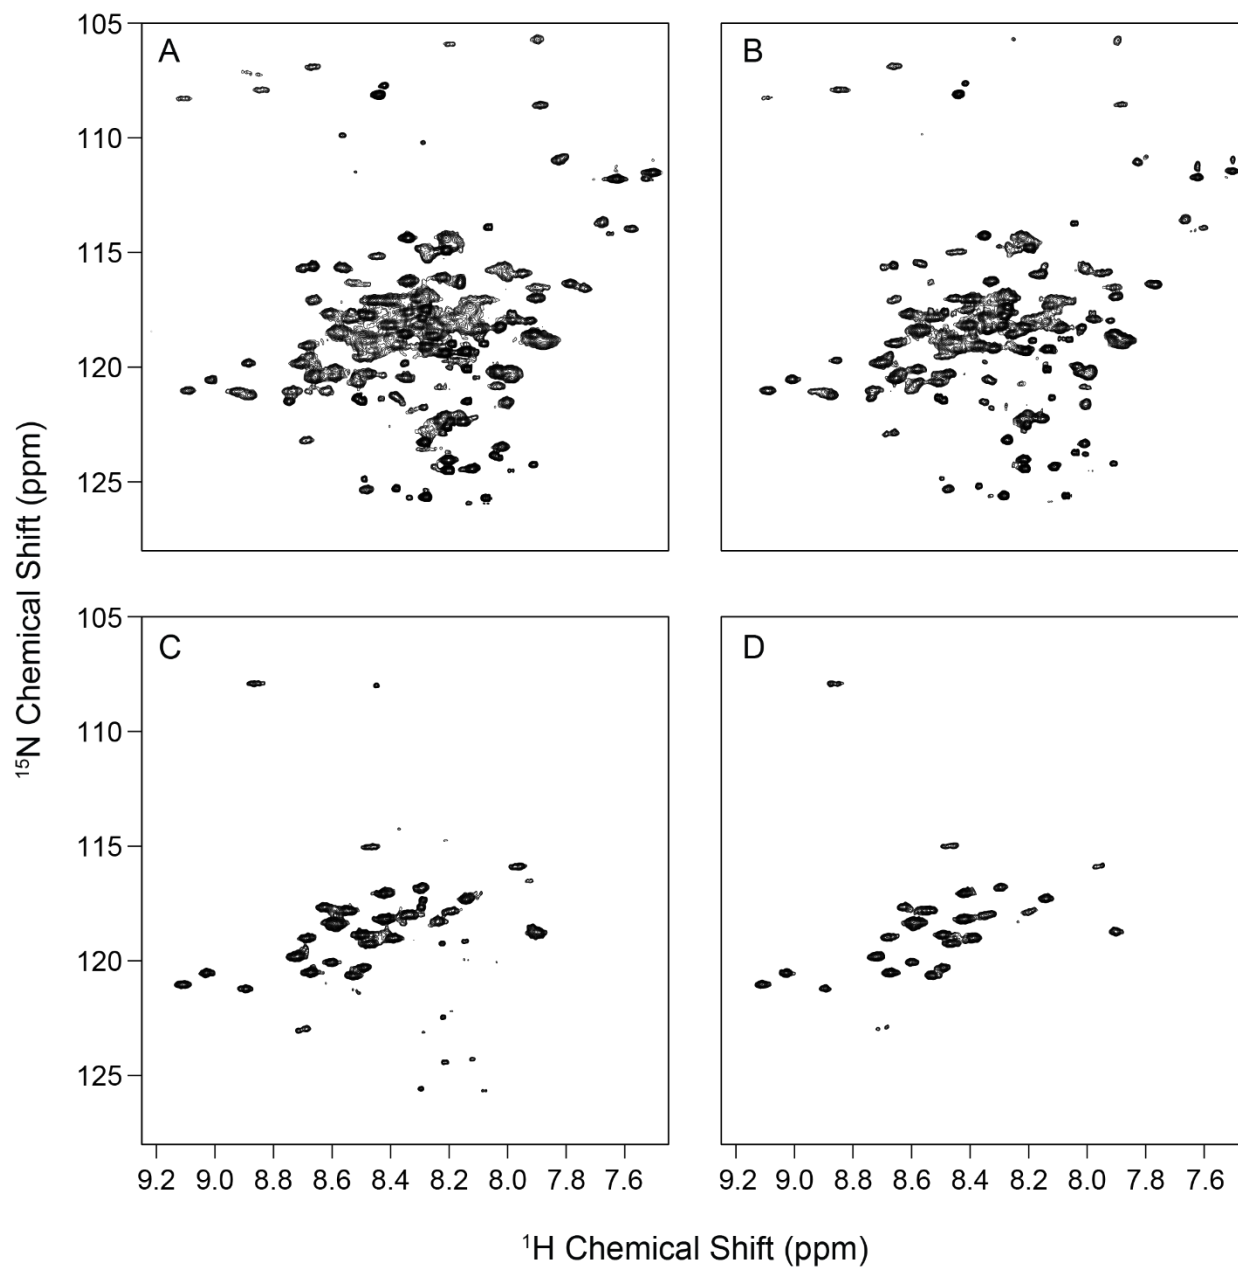 105
A
B
110
115
120
125
105
C
D
110
115
120
125
¹⁵N Chemical Shift (ppm)
9.2 9.0 8.8 8.6 8.4 8.2 8.0 7.8 7.6 9.2 9.0 8.8 8.6 8.4 8.2 8.0 7.8 7.6
¹H Chemical Shift (ppm)